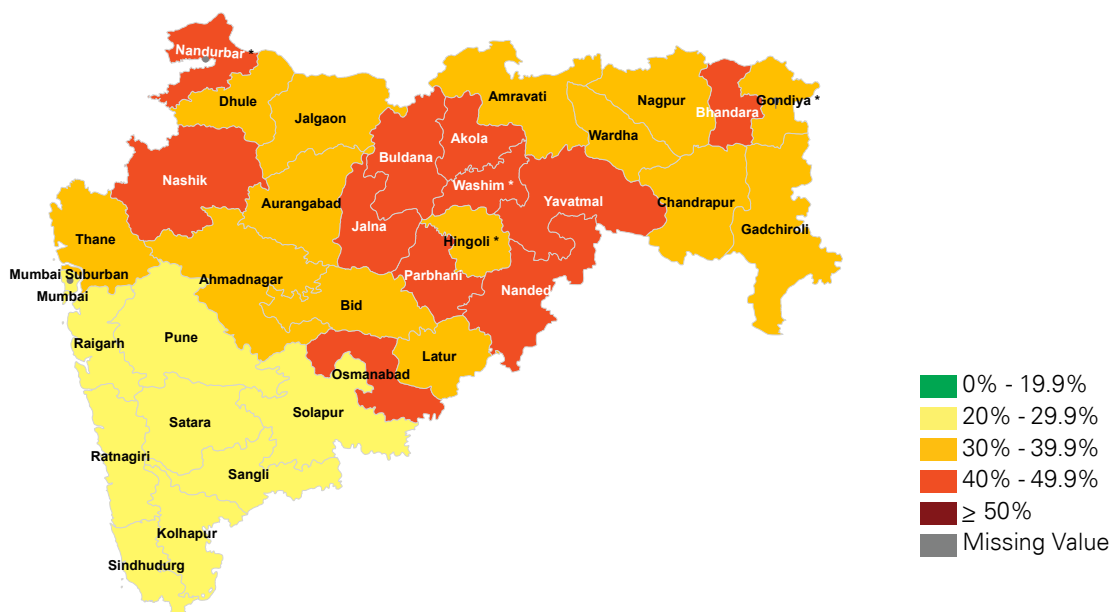 Nandurbar *
Dhule
Jalgaon
Amravati
Nagpur
Bhandara
Gondiya *
Wardha
Akola
Buldana
Nashik
Washim *
Aurangabad
Yavatmal
Chandrapur
Jalna
Gadchiroli
Thane
Hingoli *
Mumbai Suburban
Ahmadnagar
Parbhani
Nanded
Mumbai
Bid
Pune
Raigarh
Latur
Osmanabad
Solapur
Satara
Ratnagiri
Sangli
Kolhapur
Sindhudurg
0% - 19.9%
20% - 29.9%
30% - 39.9%
40% - 49.9%
≥ 50%
Missing Value